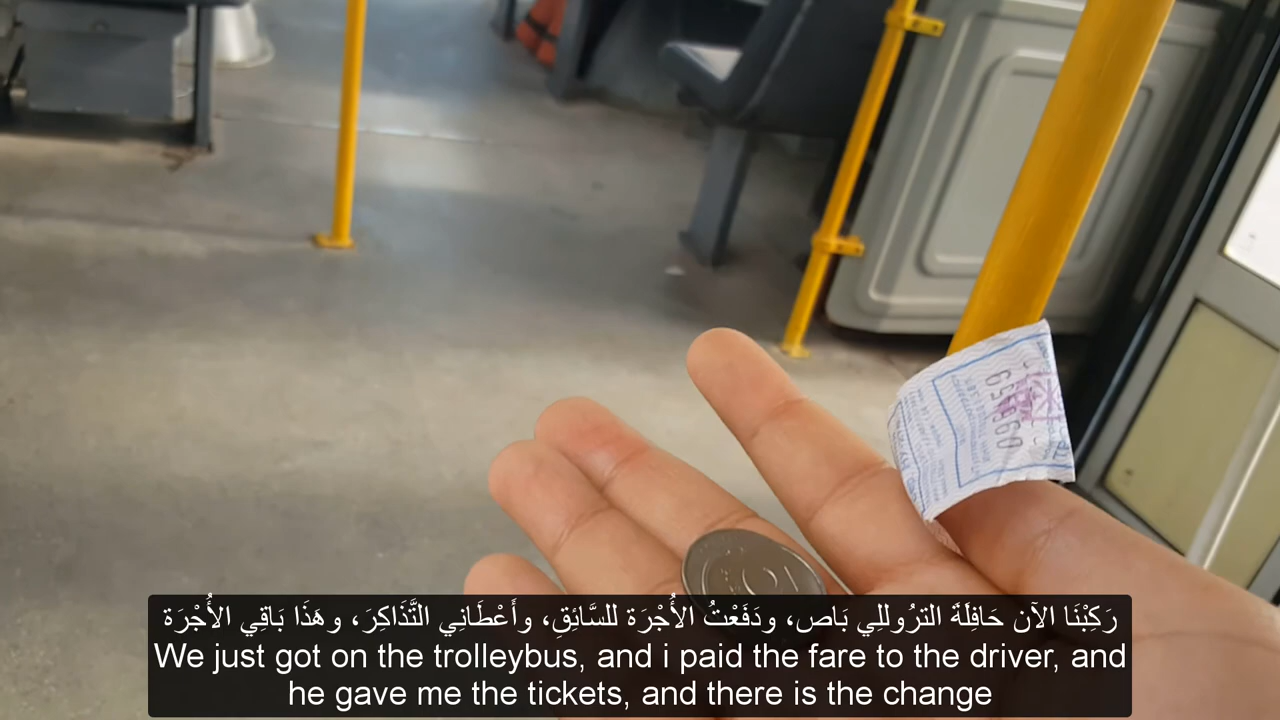 099659
رَكِبْنَا الآن حَافِلَةَ الترُوللِي بَاص، ودَفَعْتُ الأُجْرَة للسَّائِقِ، وأَعْطَانِي التَّذَاكِرَ، وهَذَا بَاقِي الأُجْرَة
We just got on the trolleybus, and i paid the fare to the driver, and
he gave me the tickets, and there is the change